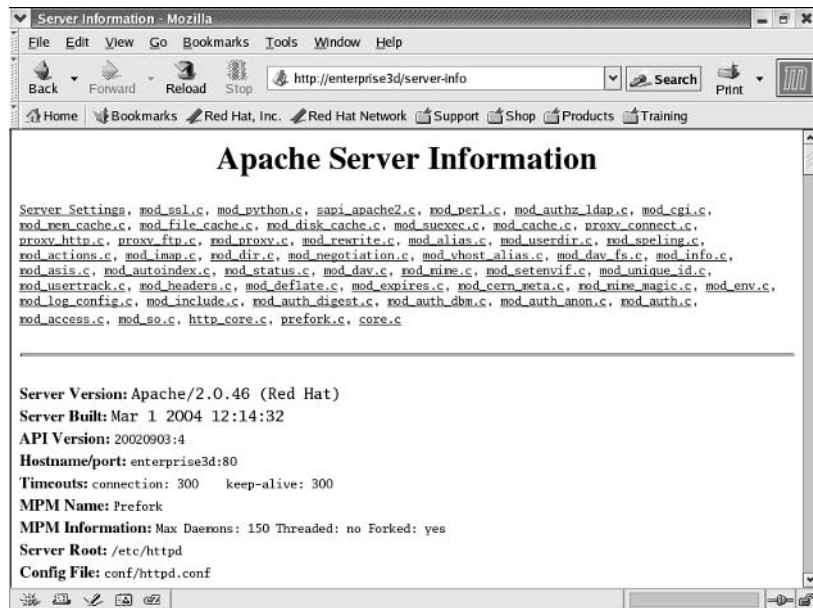 Server Information - Mozilla
File Edit View Go Bookmarks Tools Window Help
Back Forward Reload Stop http://enterprise3d/server-info Search Print
Home Bookmarks Red Hat, Inc. Red Hat Network Support Shop Products Training
Apache Server Information
Server Settings, mod_ssl.c, mod_python.c, sapi_apache2.c, mod_perl.c, mod_authz_ldap.c, mod_cgi.c,
mod_mem_cache.c, mod_file_cache.c, mod_disk_cache.c, mod_suexec.c, mod_cache.c, proxy_connect.c,
proxy_http.c, proxy_ftp.c, mod_proxy.c, mod_rewrite.c, mod_alias.c, mod_userdir.c, mod_speling.c,
mod_actions.c, mod_imap.c, mod_dir.c, mod_negotiation.c, mod_vhost_alias.c, mod_dav_fs.c, mod_info.c,
mod_asis.c, mod_autoindex.c, mod_status.c, mod_dav.c, mod_mime.c, mod_setenvif.c, mod_unique_id.c,
mod_usertrack.c, mod_headers.c, mod_deflate.c, mod_expires.c, mod_cern_meta.c, mod_mime_magic.c, mod_env.c,
mod_log_config.c, mod_include.c, mod_auth_digest.c, mod_auth_dbm.c, mod_auth_anon.c, mod_auth.c,
mod_access.c, mod_so.c, http_core.c, prefork.c, core.c
Server Version: Apache/2.0.46 (Red Hat)
Server Built: Mar 1 2004 12:14:32
API Version: 20020903:4
Hostname/port: enterprise3d:80
Timeouts: connection: 300 keep-alive: 300
MPM Name: Prefork
MPM Information: Max Daemons: 150 Threaded: no Forked: yes
Server Root: /etc/httpd
Config File: conf/httpd.conf